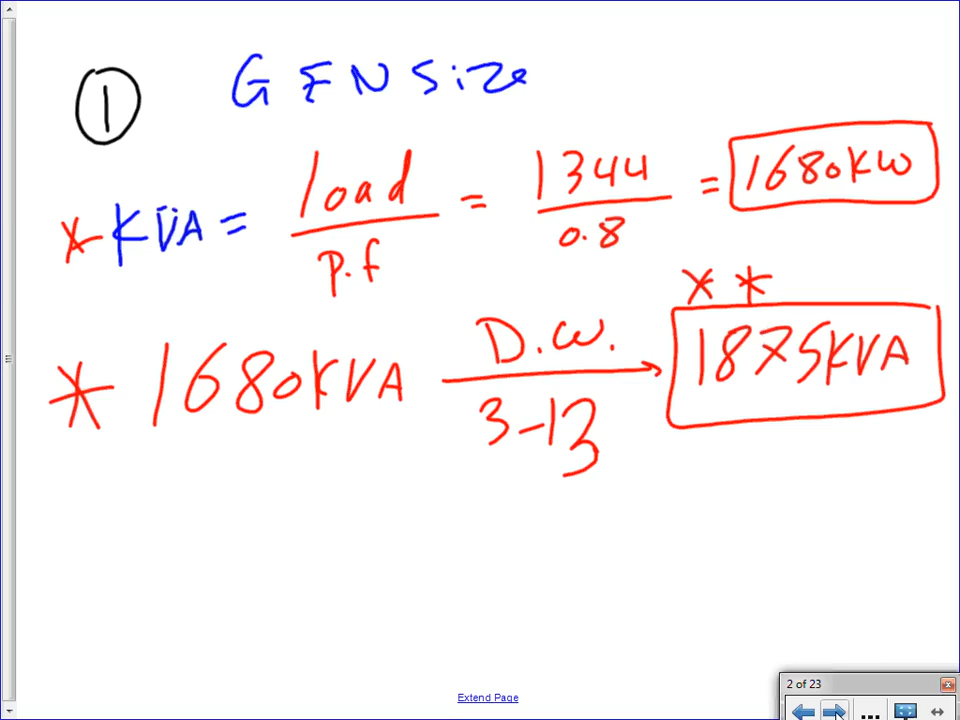 ① GEN Size
* KVA = load / p.f = 1344 / 0.8 = 1680KW
* *
* 1680KVA D.W. 3-13 → 1875KVA
Extend Page
2 of 23
...